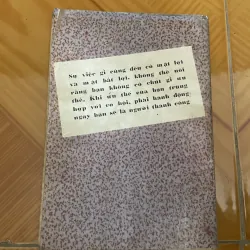 Sự việc gì cũng đều có mặt lợi
và mặt bất lợi, không thể nói
rằng bạn không có chút gì ưu
thế. Khi ưu thế của bạn trùng
hợp với cơ hội, phải hành động
ngay bạn sẽ là người thành công